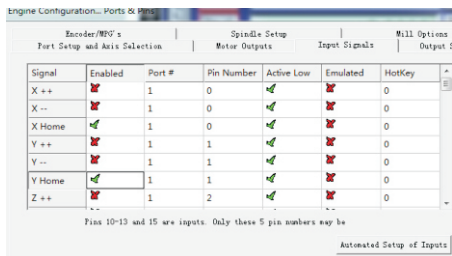 Engine Configuration... Ports & Pins
Encoder/MPG's Spindle Setup Mill Options
Port Setup and Axis Selection Motor Outputs Input Signals Output S
Signal Enabled Port # Pin Number Active Low Emulated HotKey
X ++ 1 0 0
X -- 1 0 0
X Home 1 0 0
Y ++ 1 1 0
Y -- 1 1 0
Y Home 1 1 0
Z ++ 1 2 0
Pins 10-13 and 15 are inputs. Only these 5 pin numbers may be
Automated Setup of Inputs